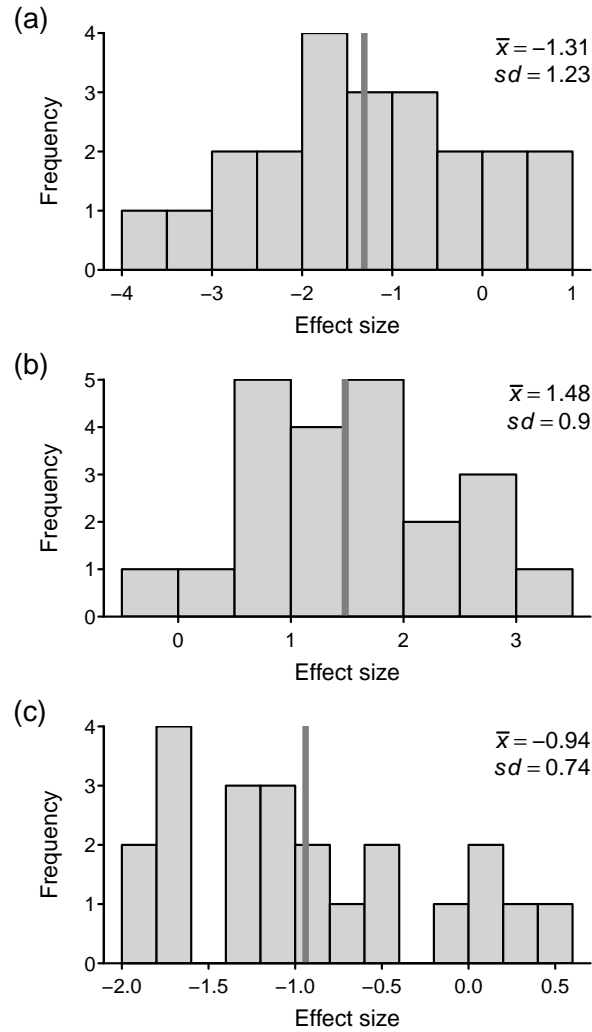 (a)
x̄ = −1.31
sd = 1.23
Frequency
4
3
2
1
0
−4 −3 −2 −1 0 1
Effect size
(b)
x̄ = 1.48
sd = 0.9
Frequency
5
4
3
2
1
0
0 1 2 3
Effect size
(c)
x̄ = −0.94
sd = 0.74
Frequency
4
3
2
1
0
−2.0 −1.5 −1.0 −0.5 0.0 0.5
Effect size